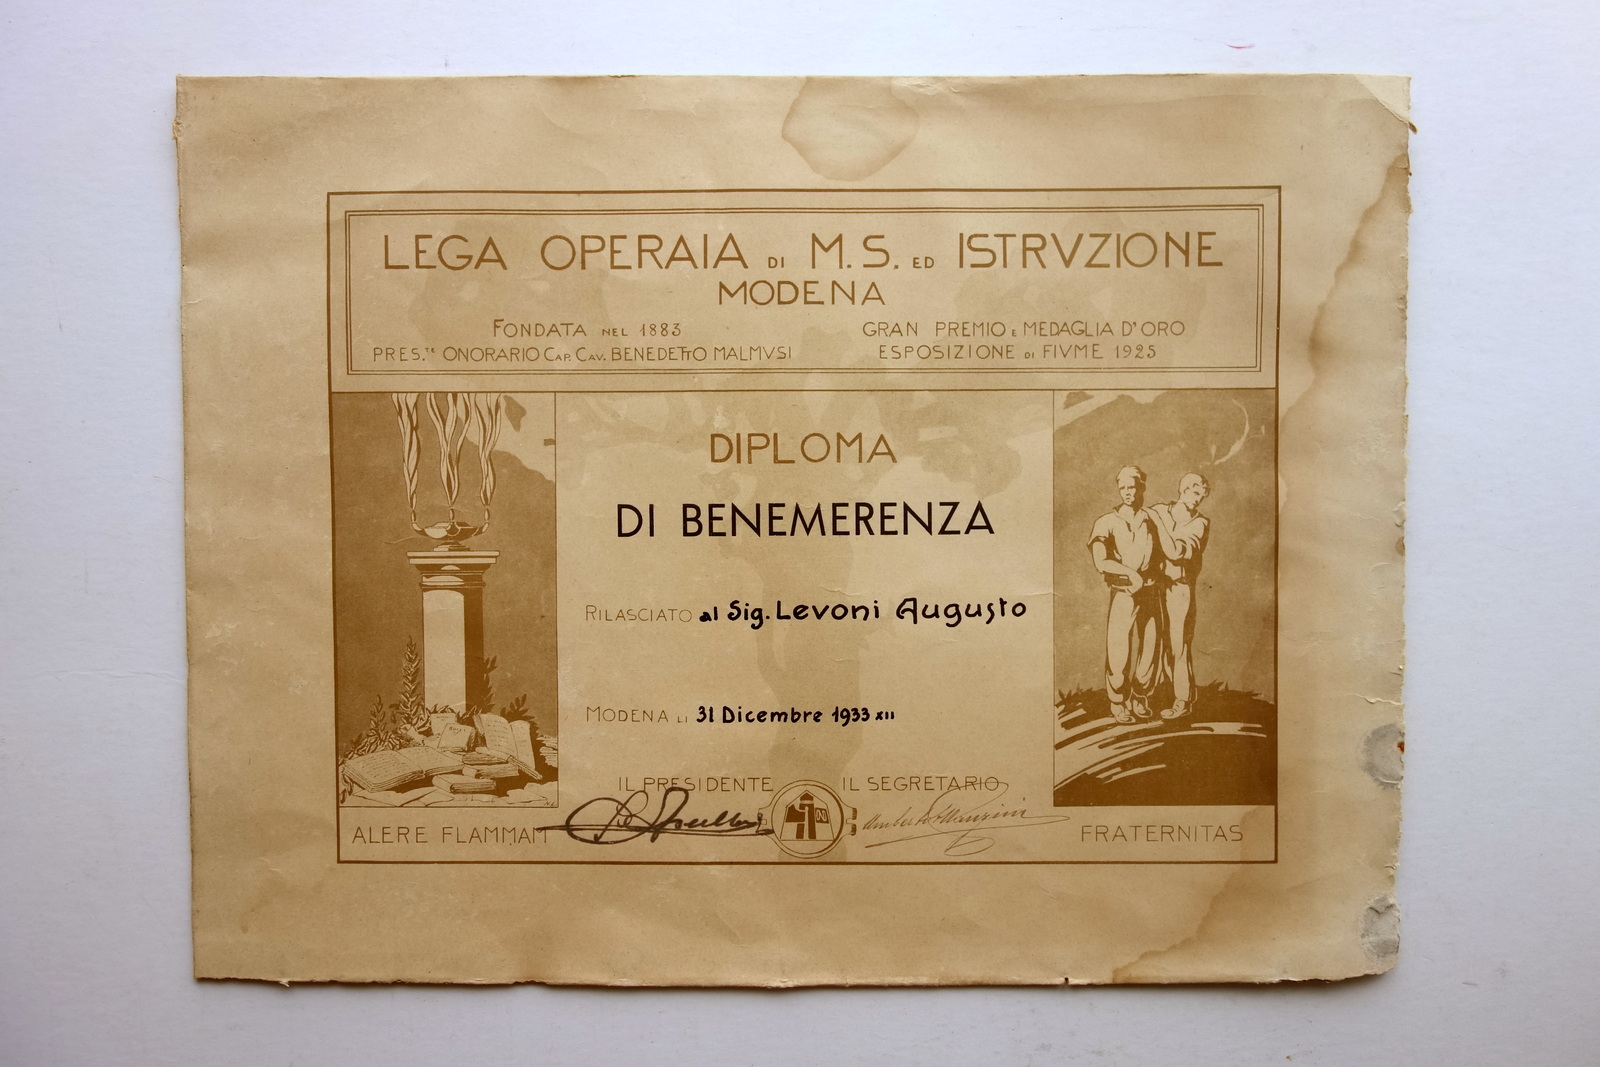 LEGA OPERAIA DI M.S. ED ISTRVZIONE
MODENA
FONDATA NEL 1883
PRES.TE ONORARIO CAP. CAV. BENEDETTO MALMVSI
GRAN PREMIO E MEDAGLIA D'ORO
ESPOSIZIONE DI FIVME 1925
DIPLOMA
DI BENEMERENZA
RILASCIATO al Sig. Levoni Augusto
MODENA LI 31 Dicembre 1933 XII
IL PRESIDENTE IL SEGRETARIO
ALERE FLAMMAM
FRATERNITAS